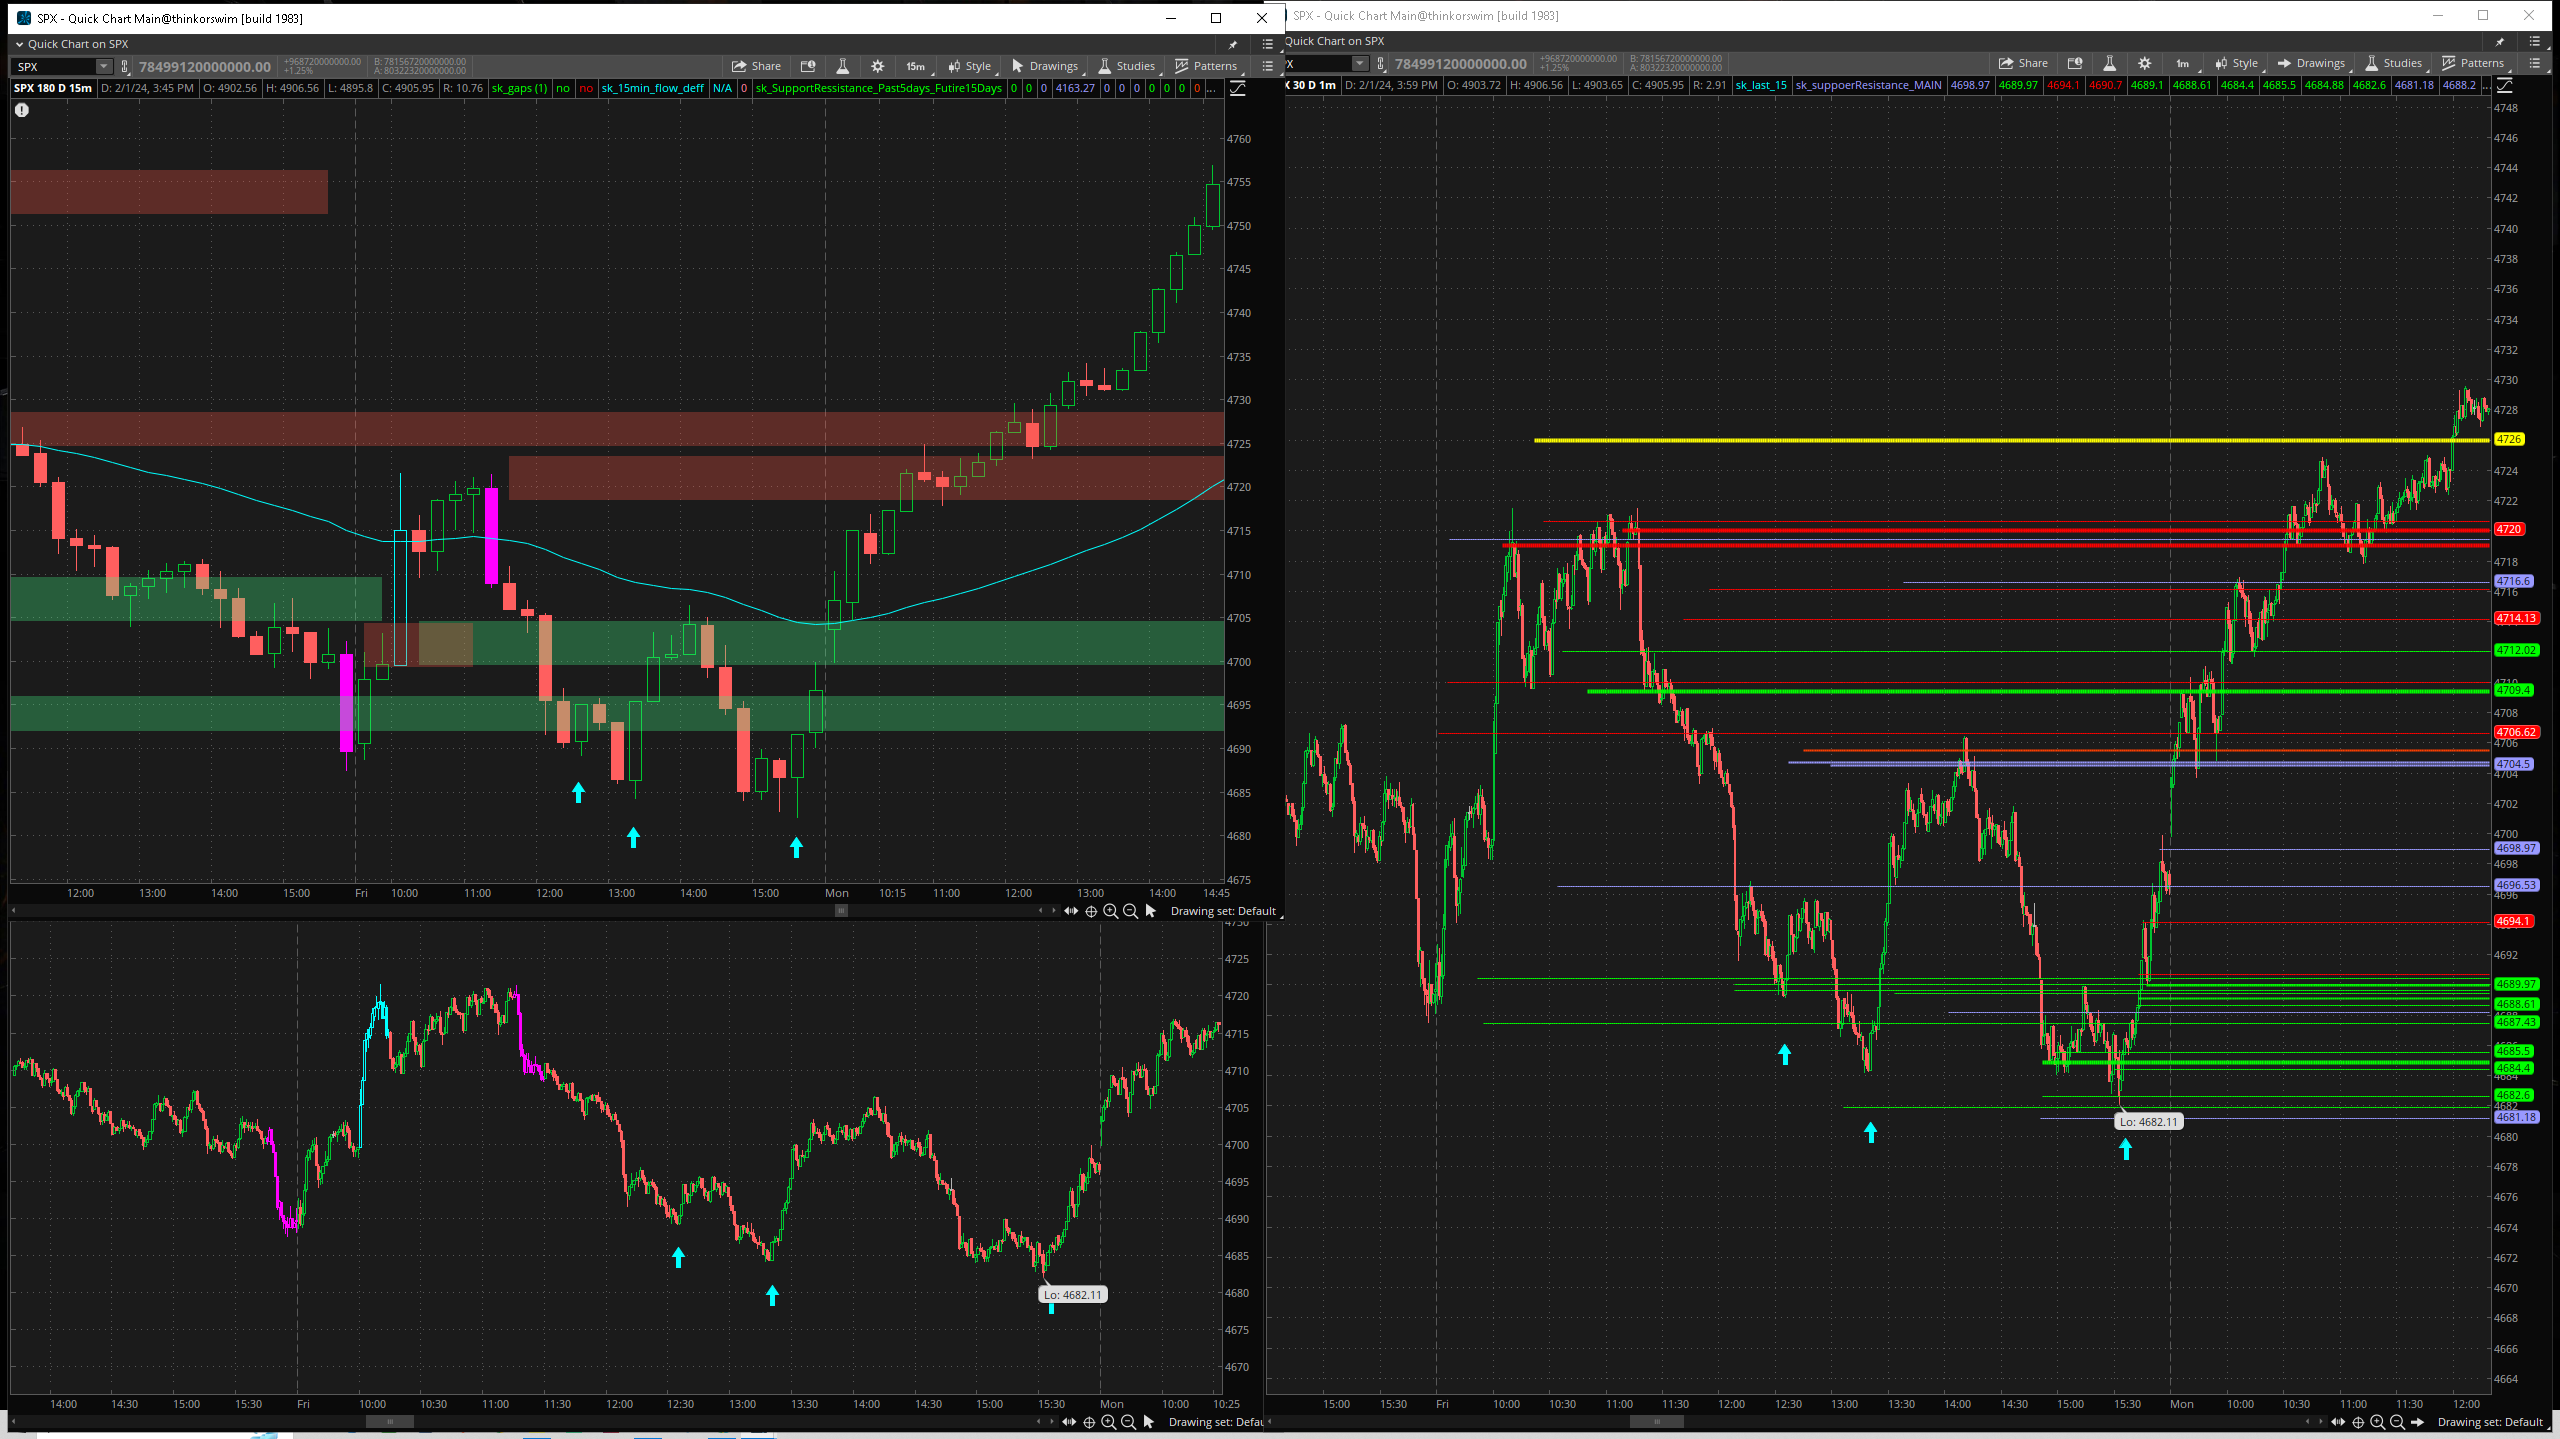 SPX - Quick Chart Main@thinkorswim [build 1983]
Quick Chart on SPX
SPX
78499120000000.00
+968720000000.00
+1.25%
B: 78156720000000.00
A: 80322320000000.00
Share
15m
Style
Drawings
Studies
Patterns
SPX 180 D 15m D: 2/1/24, 3:45 PM O: 4902.56 H: 4906.56 L: 4895.8 C: 4905.95 R: 10.76 sk_gaps (1) no no sk_15min_flow_deff N/A 0 sk_SupportRessistance_Past5days_Futire15Days 0 0 0 4163.27 0 0 0 0 0 0 0 ...
4760
4755
4750
4745
4740
4735
4730
4725
4720
4715
4710
4705
4700
4695
4690
4685
4680
4675
12:00 13:00 14:00 15:00 Fri 10:00 11:00 12:00 13:00 14:00 15:00 Mon 10:15 11:00 12:00 13:00 14:00 14:45
Drawing set: Default
4730
4725
4720
4715
4710
4705
4700
4695
4690
4685
4680
4675
4670
Lo: 4682.11
14:00 14:30 15:00 15:30 Fri 10:00 10:30 11:00 11:30 12:00 12:30 13:00 13:30 14:00 14:30 15:00 15:30 Mon 10:00 10:25
Drawing set: Defau
SPX - Quick Chart Main@thinkorswim [build 1983]
Quick Chart on SPX
78499120000000.00
+968720000000.00
+1.25%
B: 78156720000000.00
A: 80322320000000.00
Share
1m
Style
Drawings
Studies
Patterns
X 30 D 1m D: 2/1/24, 3:59 PM O: 4903.72 H: 4906.56 L: 4903.65 C: 4905.95 R: 2.91 sk_last_15 sk_suppoerResistance_MAIN 4698.97 4689.97 4694.1 4690.7 4689.1 4688.61 4684.4 4685.5 4684.88 4682.6 4681.18 4688.2 ...
4748
4746
4744
4742
4740
4738
4736
4734
4732
4730
4728
4726
4724
4722
4720
4718
4716.6
4716
4714.13
4712.02
4709.4
4708
4706.62
4706
4704.5
4704
4702
4700
4698.97
4698
4696.53
4696
4694.1
4692
4689.97
4688.61
4687.43
4685.5
4684.4
4684
4682.6
4682
4681.18
4680
4678
4676
4674
4672
4670
4668
4666
4664
Lo: 4682.11
15:00 15:30 Fri 10:00 10:30 11:00 11:30 12:00 12:30 13:00 13:30 14:00 14:30 15:00 15:30 Mon 10:00 10:30 11:00 11:30 12:00
Drawing set: Default